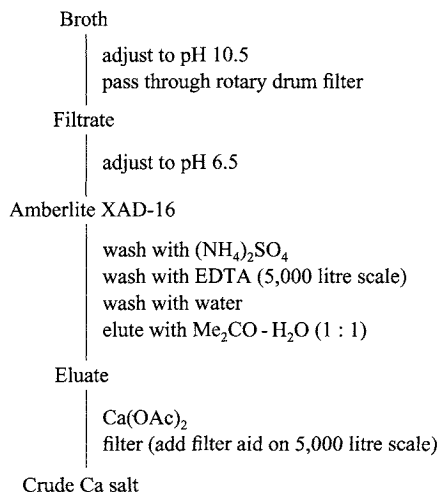 Broth
adjust to pH 10.5
pass through rotary drum filter
Filtrate
adjust to pH 6.5
Amberlite XAD-16
wash with (NH₄)₂SO₄
wash with EDTA (5,000 litre scale)
wash with water
elute with Me₂CO - H₂O (1 : 1)
Eluate
Ca(OAc)₂
filter (add filter aid on 5,000 litre scale)
Crude Ca salt